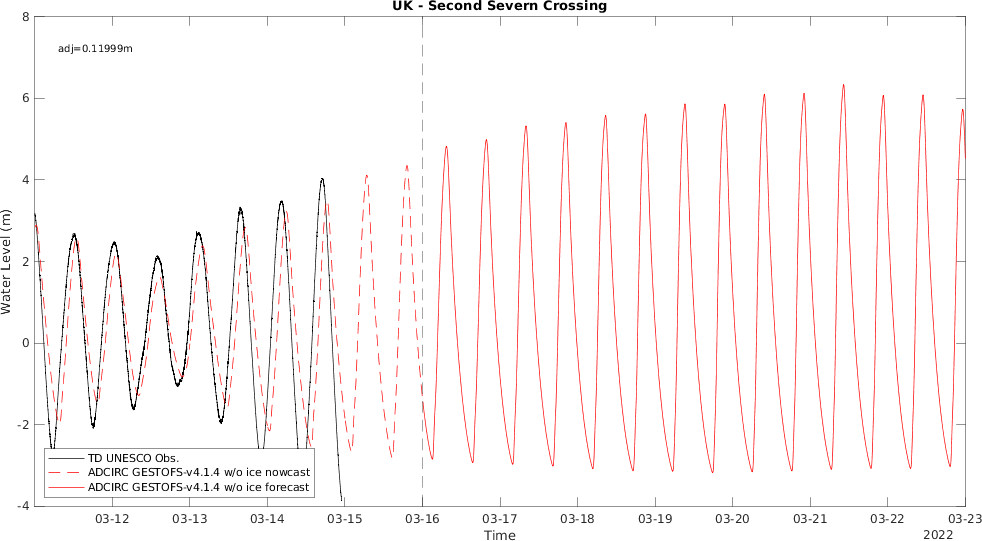 UK - Second Severn Crossing
adj=0.11999m
8
6
4
2
0
-2
-4
Water Level (m)
TD UNESCO Obs.
ADCIRC GESTOFS-v4.1.4 w/o ice nowcast
ADCIRC GESTOFS-v4.1.4 w/o ice forecast
03-12 03-13 03-14 03-15 03-16 03-17 03-18 03-19 03-20 03-21 03-22 03-23
Time
2022